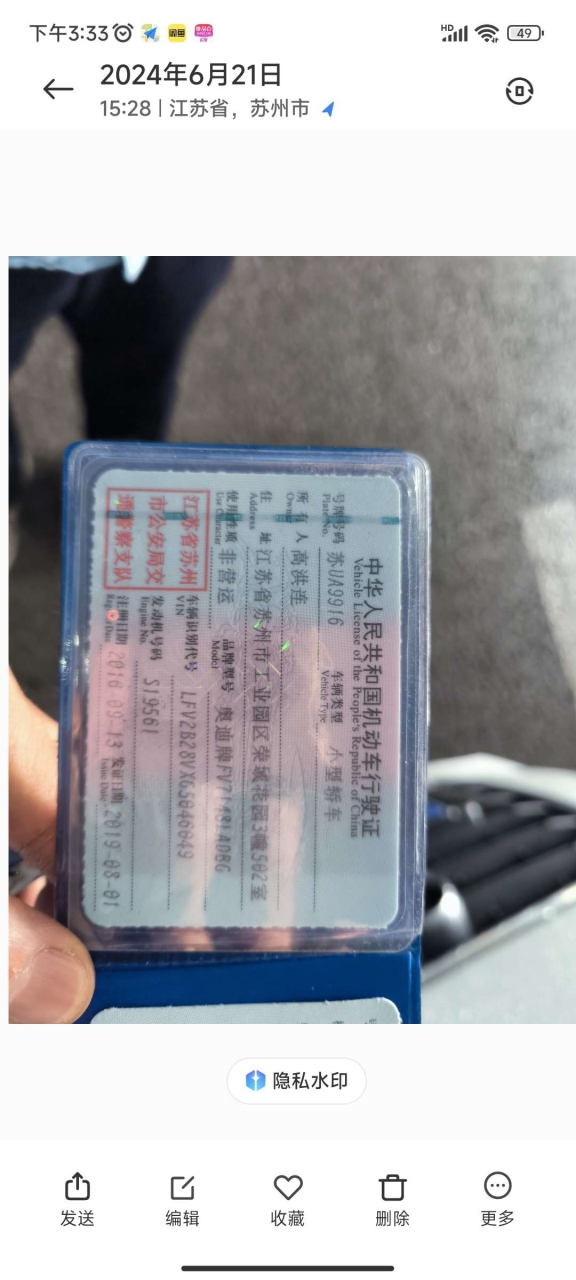 下午3:33
HD
49
2024年6月21日
15:28 | 江苏省，苏州市
中华人民共和国机动车行驶证
Vehicle License of the People's Republic of China
号牌号码 苏UA9916 车辆类型 小型轿车
Plate No. Vehicle Type
所有人 高洪连
Owner
住址 江苏省苏州市工业园区荣域花园3幢502室
Address
使用性质 非营运 品牌型号 奥迪牌
Use Character Model
江苏省苏州
市公安局交
通警察支队
车辆识别代号
VIN
发动机号码 S19561
Engine No.
注册日期 2016-09-13 发证日期 2019-08-01
Issue Date
隐私水印
发送
编辑
收藏
删除
更多